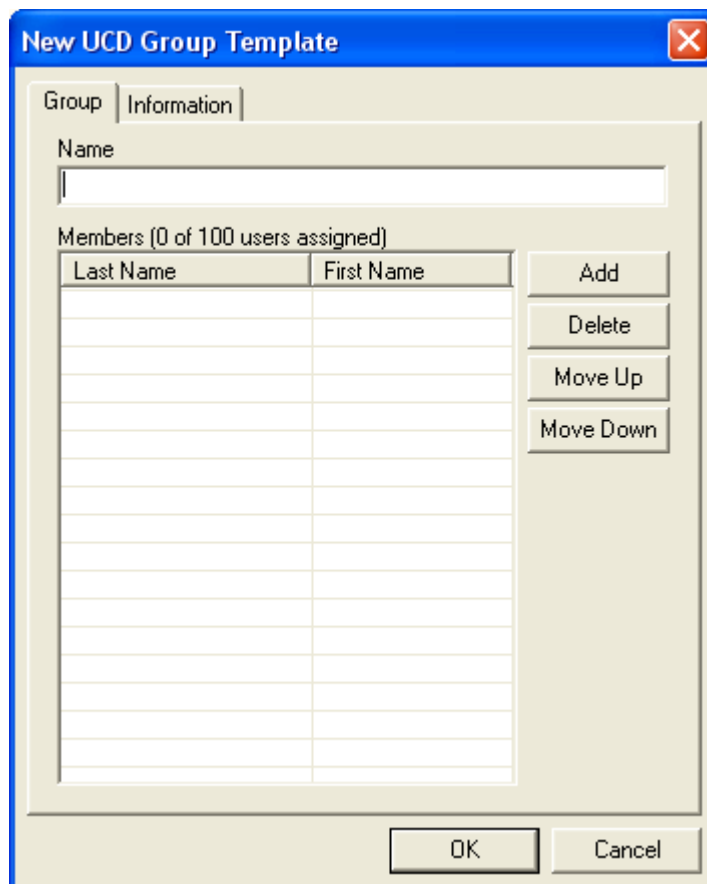 New UCD Group Template
Group Information
Name
Members (0 of 100 users assigned)
Last Name First Name
Add
Delete
Move Up
Move Down
OK Cancel